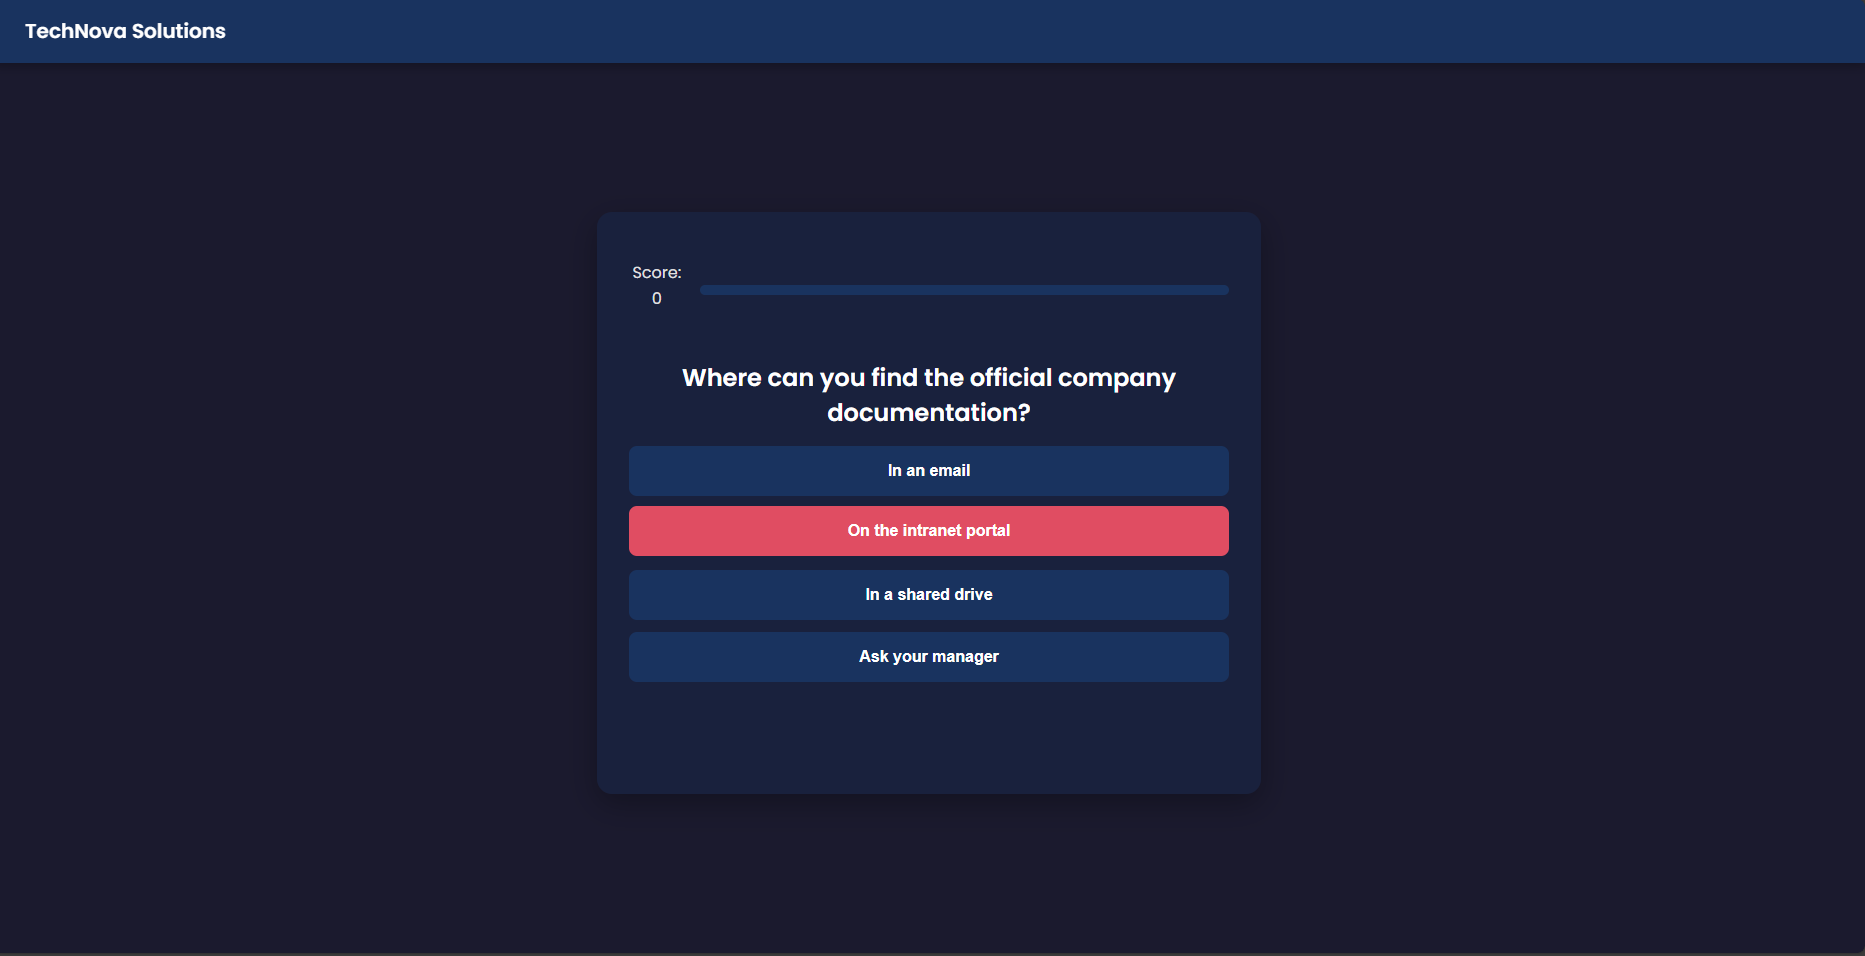 TechNova Solutions
Score:
0
Where can you find the official company
documentation?
In an email
On the intranet portal
In a shared drive
Ask your manager